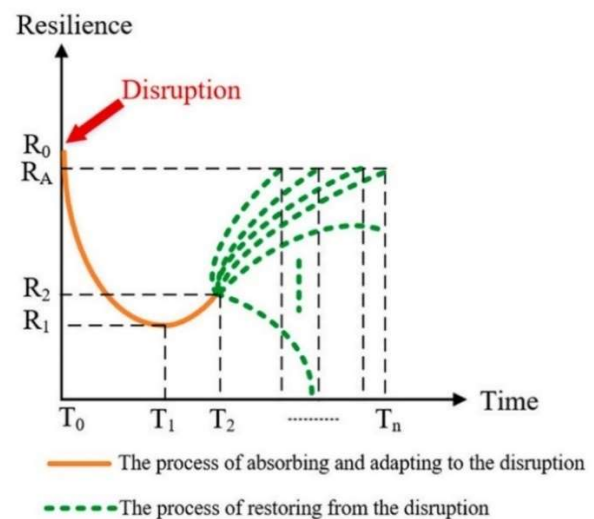 Resilience
Disruption
R₀
R_A
R₂
R₁
T₀ T₁ T₂ ......... Tₙ
Time
The process of absorbing and adapting to the disruption
The process of restoring from the disruption